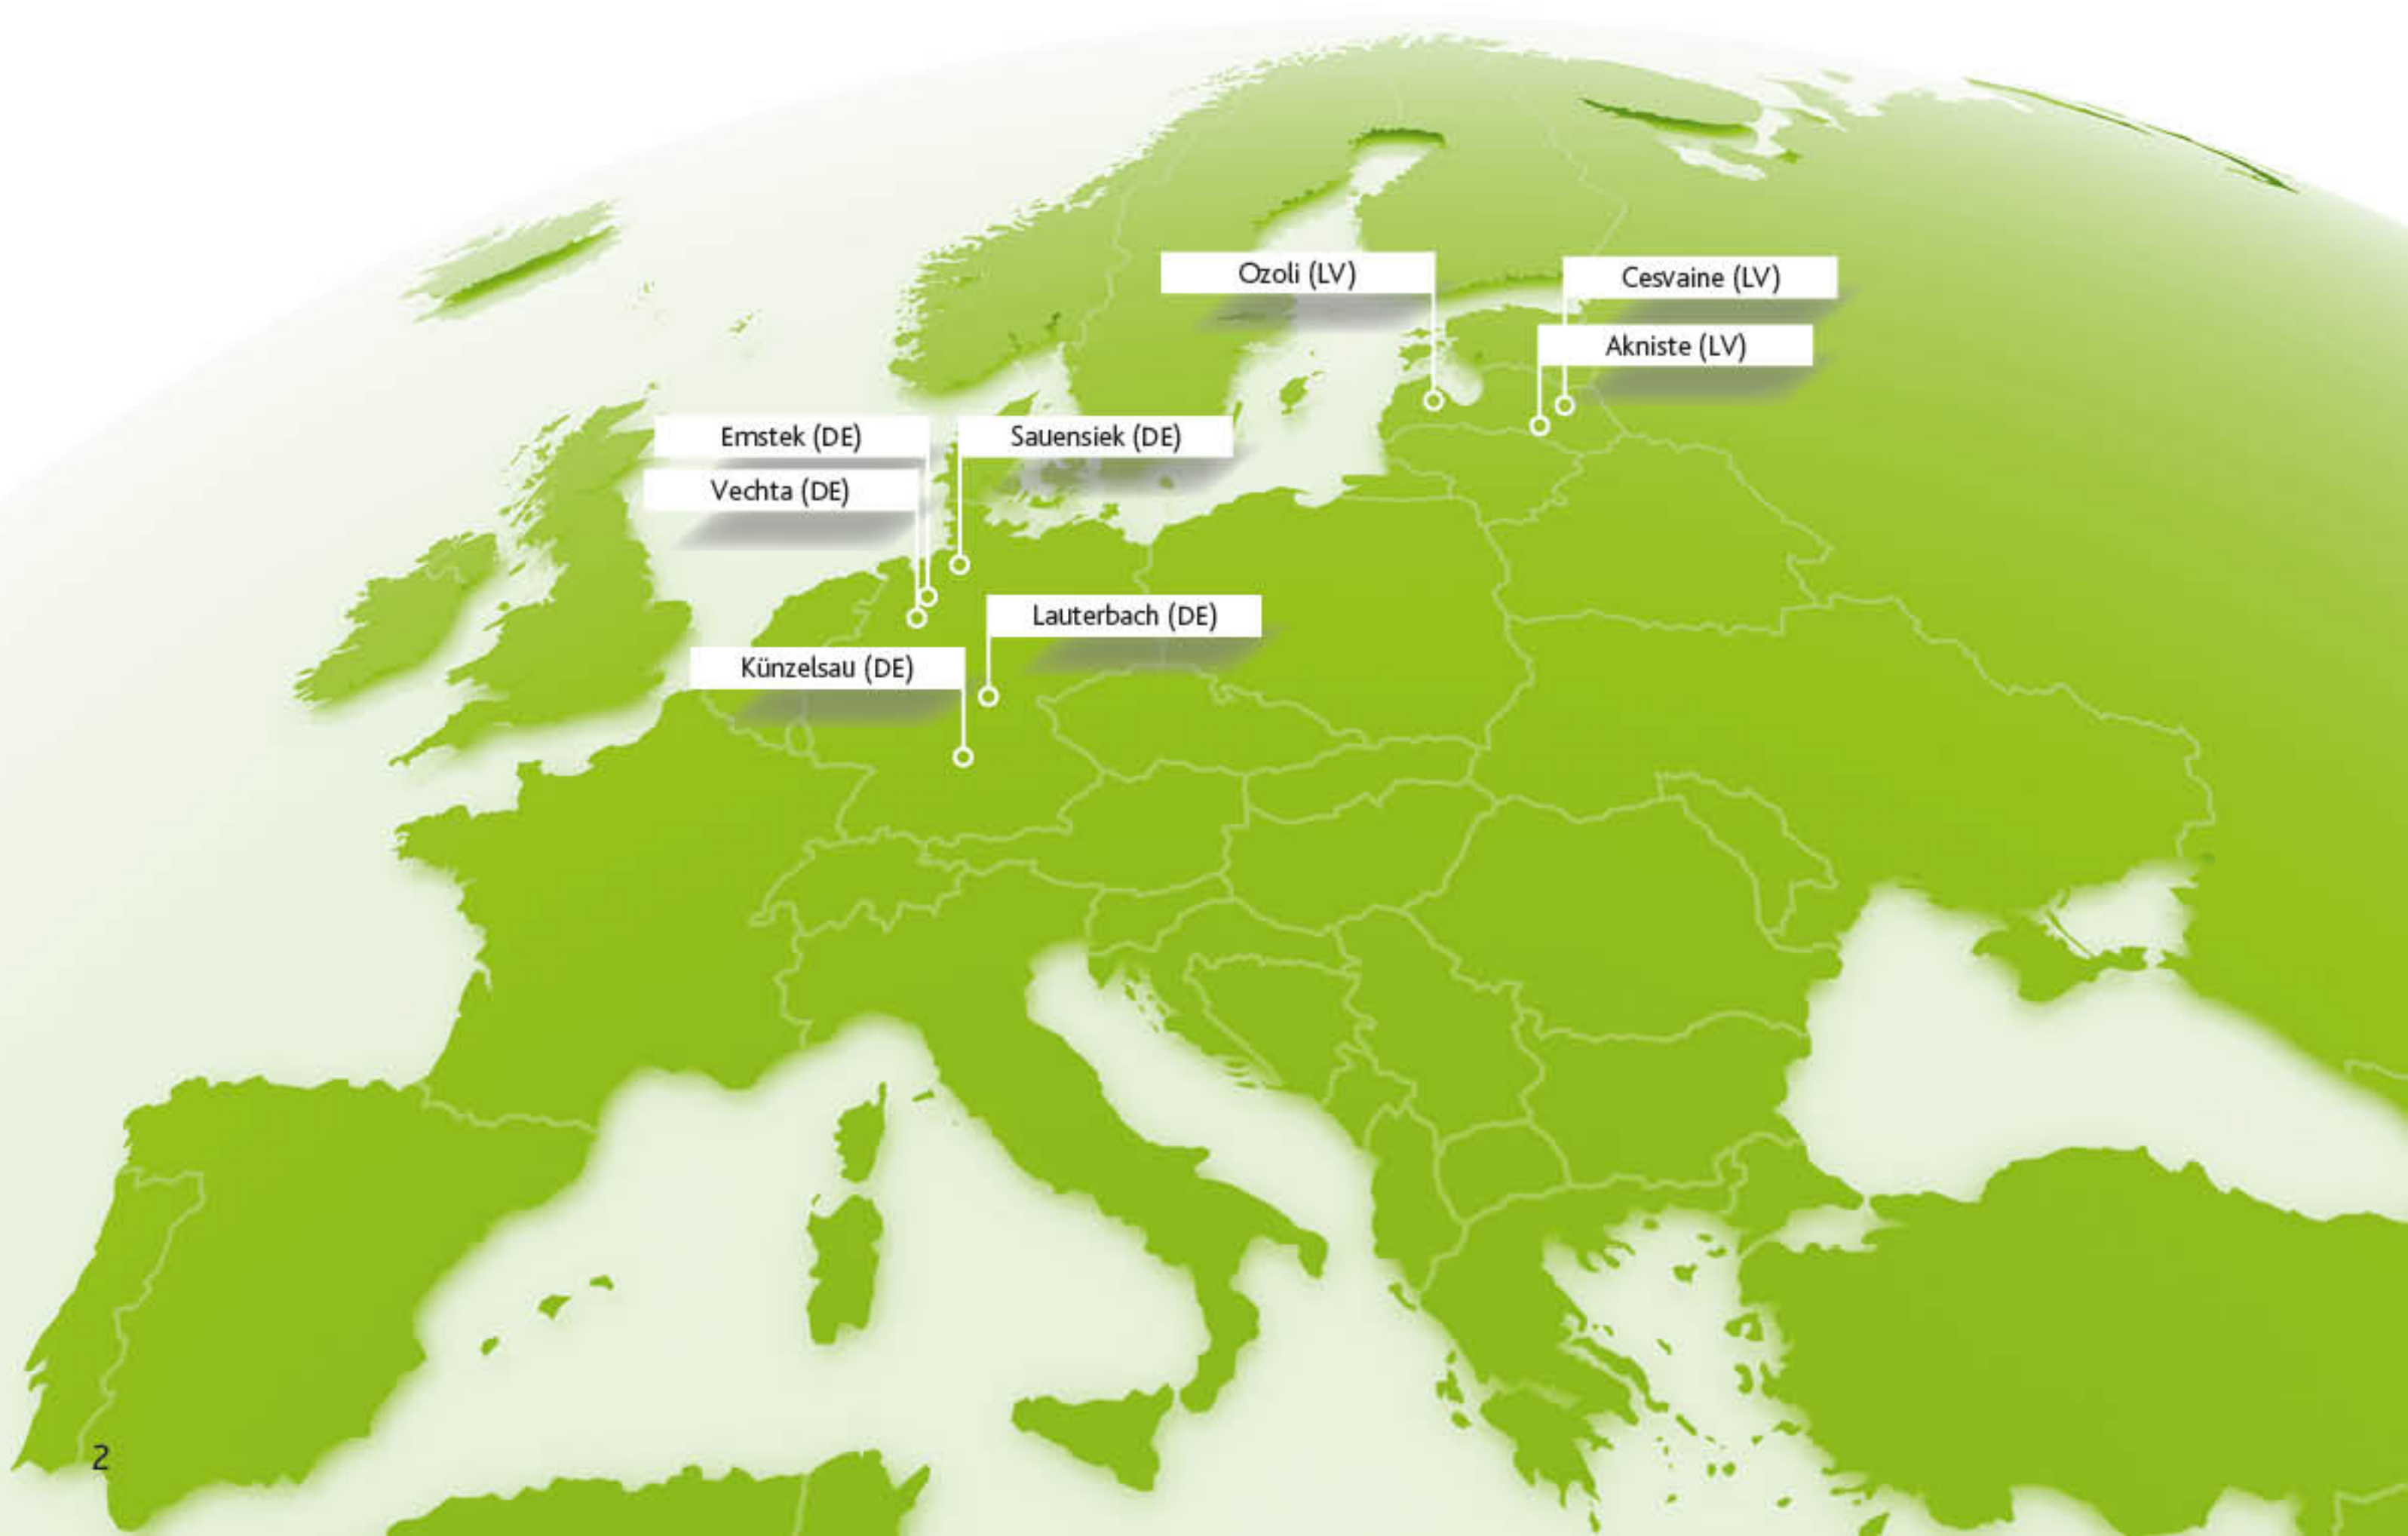 Ozoli (LV)
Cesvaine (LV)
Akniste (LV)
Emstek (DE)
Sauensiek (DE)
Vechta (DE)
Lauterbach (DE)
Künzelsau (DE)
2